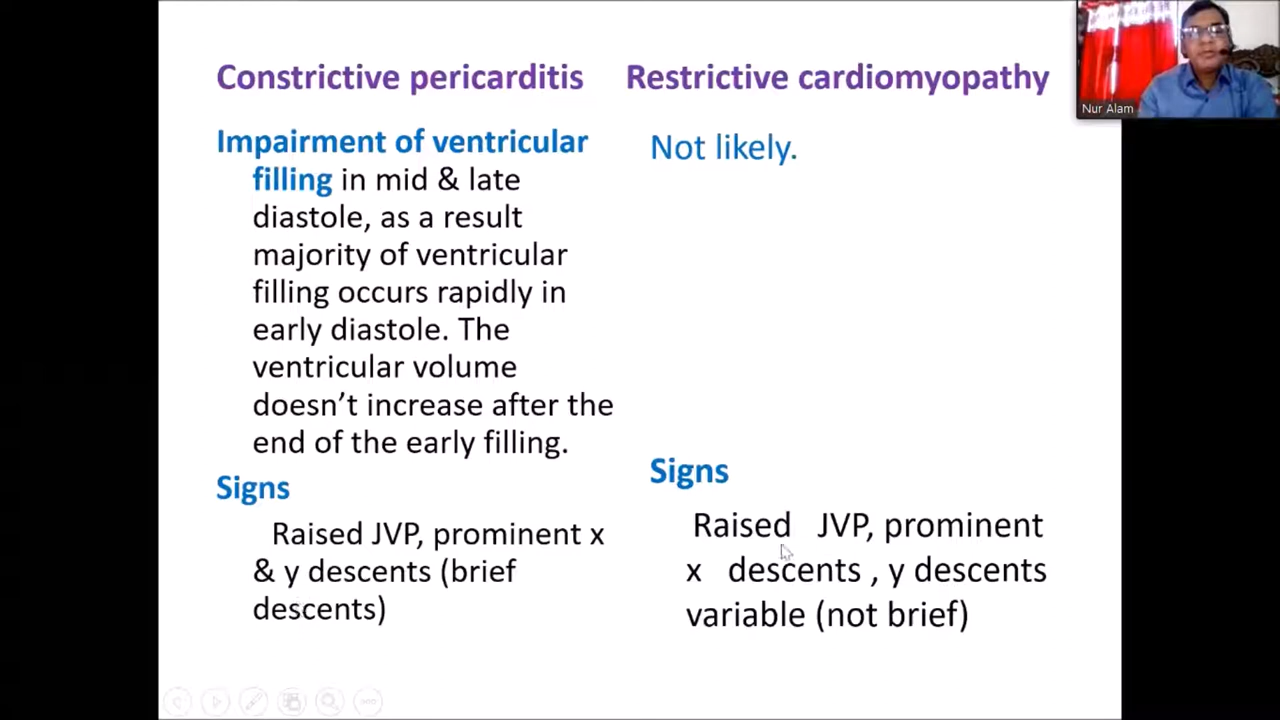 Constrictive pericarditis
Impairment of ventricular
filling in mid & late
diastole, as a result
majority of ventricular
filling occurs rapidly in
early diastole. The
ventricular volume
doesn’t increase after the
end of the early filling.
Signs
Raised JVP, prominent x
& y descents (brief
descents)
Restrictive cardiomyopathy
Not likely.
Signs
Raised JVP, prominent
x descents , y descents
variable (not brief)
Nur Alam